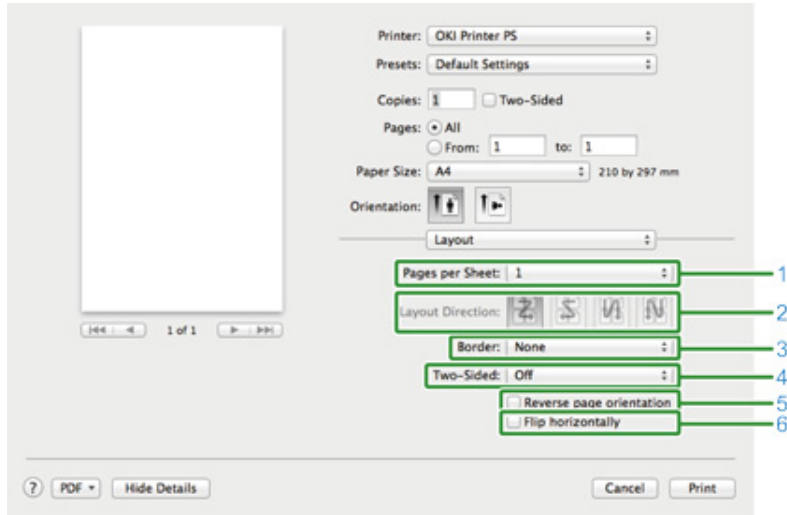 Printer: OKI Printer PS
Presets: Default Settings
Copies: 1 Two-Sided
Pages: All
From: 1 to: 1
Paper Size: A4 210 by 297 mm
Orientation:
Layout
Pages per Sheet: 1 1
Layout Direction: 2
Border: None 3
Two-Sided: Off 4
Reverse page orientation 5
Flip horizontally 6
1 of 1
? PDF Hide Details Cancel Print